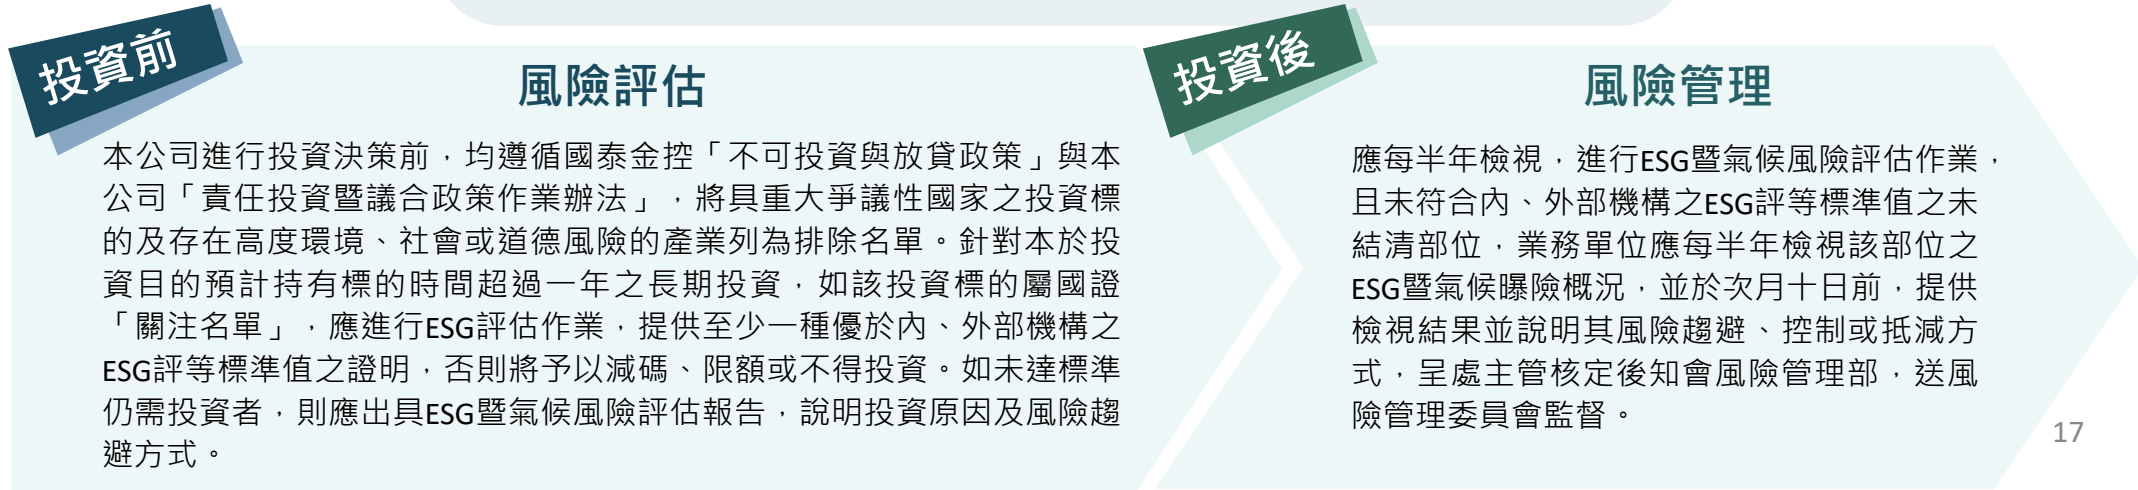 投資前
風險評估
本公司進行投資決策前，均遵循國泰金控「不可投資與放貸政策」與本
公司「責任投資暨議合政策作業辦法」，將具重大爭議性國家之投資標
的及存在高度環境、社會或道德風險的產業列為排除名單。針對本於投
資目的預計持有標的時間超過一年之長期投資，如該投資標的屬國證
「關注名單」，應進行ESG評估作業，提供至少一種優於內、外部機構之
ESG評等標準值之證明，否則將予以減碼、限額或不得投資。如未達標準
仍需投資者，則應出具ESG暨氣候風險評估報告，說明投資原因及風險趨
避方式。
投資後
風險管理
應每半年檢視，進行ESG暨氣候風險評估作業，
且未符合內、外部機構之ESG評等標準值之未
結清部位，業務單位應每半年檢視該部位之
ESG暨氣候曝險概況，並於次月十日前，提供
檢視結果並說明其風險趨避、控制或抵減方
式，呈處主管核定後知會風險管理部，送風
險管理委員會監督。
17